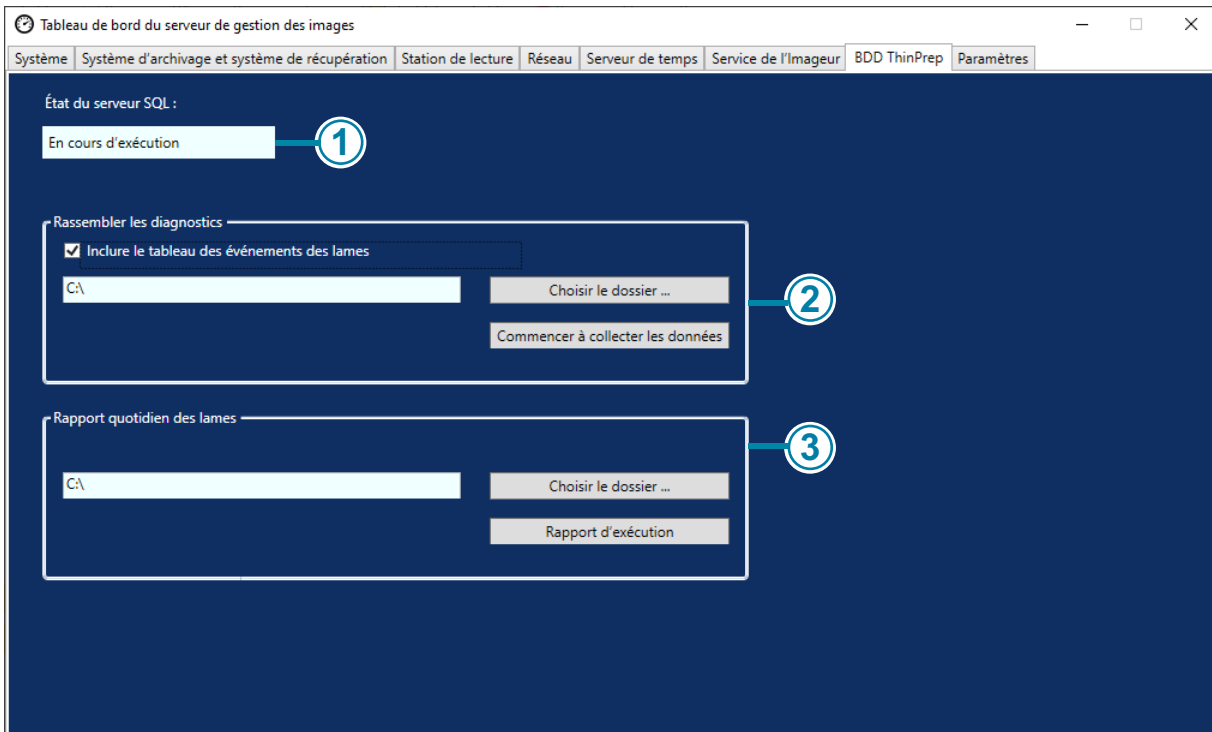 Tableau de bord du serveur de gestion des images
Système Système d'archivage et système de récupération Station de lecture Réseau Serveur de temps Service de l'Imageur BDD ThinPrep Paramètres
État du serveur SQL :
En cours d'exécution
1
Rassembler les diagnostics
Inclure le tableau des événements des lames
C:\ Choisir le dossier ...
2
Commencer à collecter les données
Rapport quotidien des lames
3
C:\ Choisir le dossier ...
Rapport d'exécution